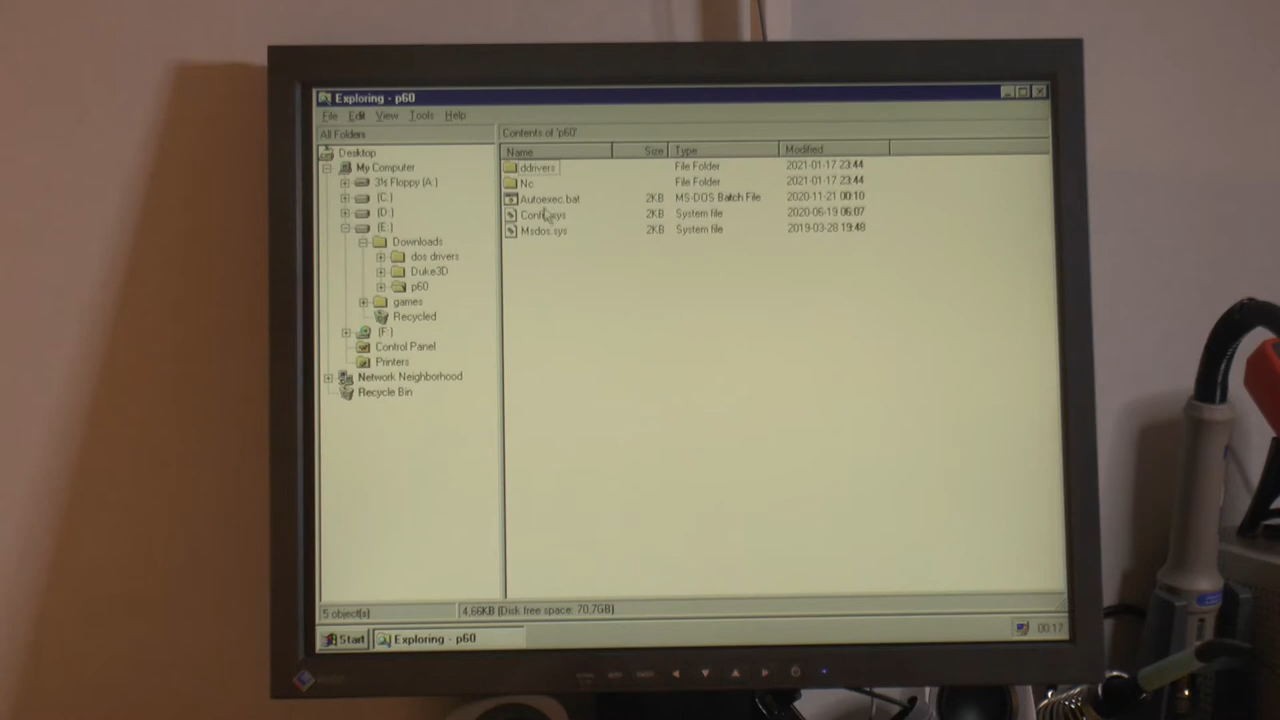 Exploring - p60
File Edit View Tools Help
All Folders
Contents of 'p60'
Name Size Type Modified
Desktop
My Computer
3½ Floppy (A:)
(C:)
(D:)
(E:)
Downloads
dos drivers
Duke3D
p60
games
Recycled
(F:)
Control Panel
Printers
Network Neighborhood
Recycle Bin
ddrivers File Folder 2021-01-17 23:44
Nc File Folder 2021-01-17 23:44
Autoexec.bat 2KB MS-DOS Batch File 2020-11-21 00:10
2KB System file 2020-06-19 06:07
Msdos.sys 2KB System file 2019-03-28 19:48
5 object(s)
4,66KB (Disk free space: 70,7GB)
Start
Exploring - p60
00:17